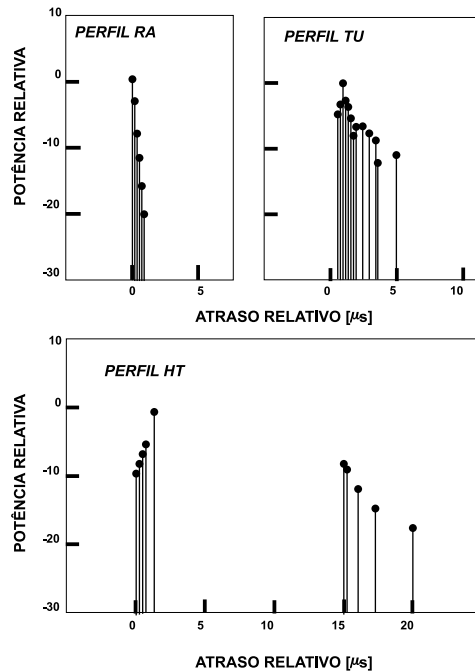 PERFIL RA
POTÊNCIA RELATIVA
10
0
-10
-20
-30
0
5
PERFIL TU
0
5
10
ATRASO RELATIVO [µs]
PERFIL HT
POTÊNCIA RELATIVA
10
0
-10
-20
-30
0
5
10
15
20
ATRASO RELATIVO [µs]